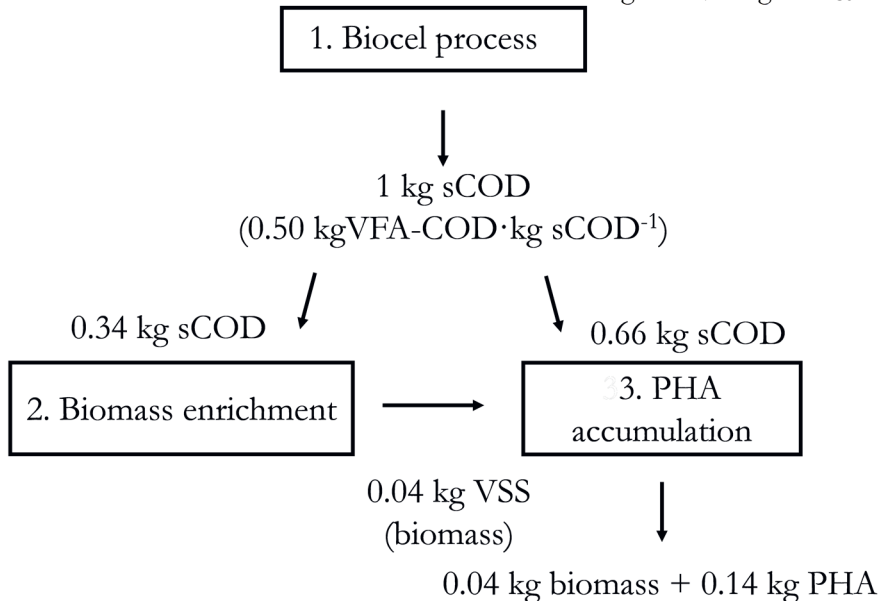 1. Biocel process
1 kg sCOD
(0.50 kgVFA-COD·kg sCOD-1)
0.34 kg sCOD
0.66 kg sCOD
2. Biomass enrichment
3. PHA
accumulation
0.04 kg VSS
(biomass)
0.04 kg biomass + 0.14 kg PHA